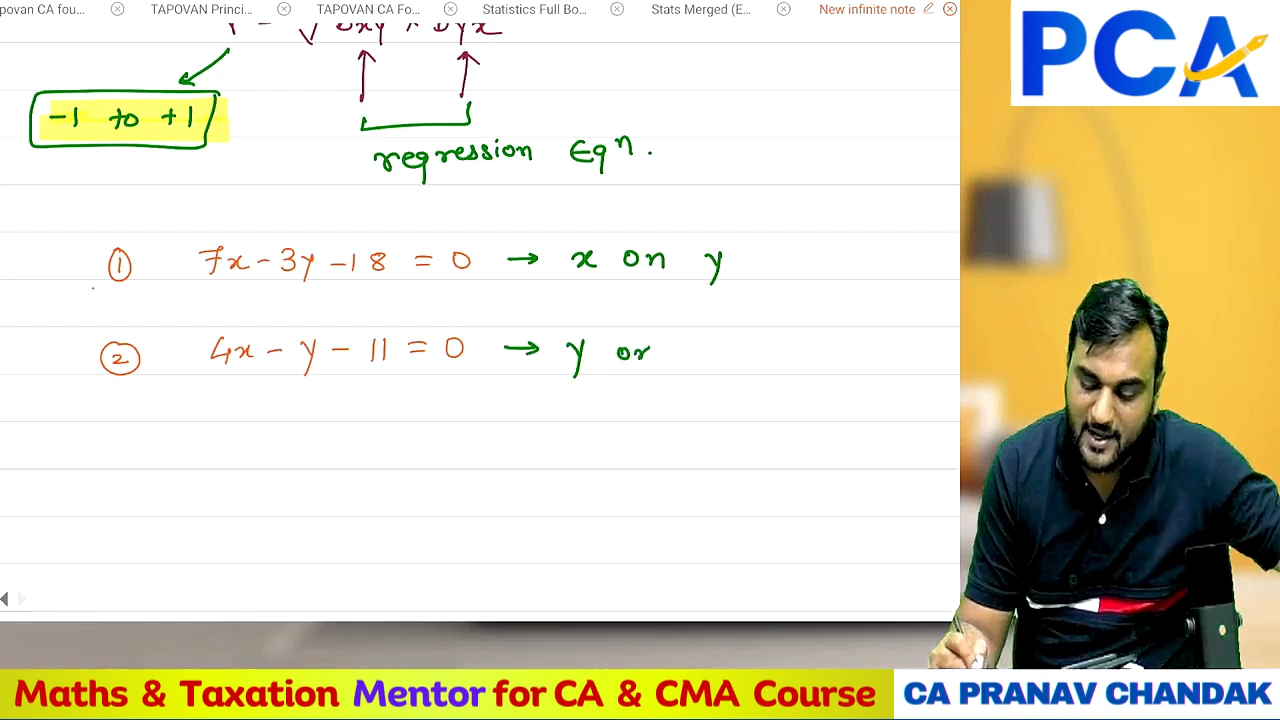 povan CA fou... TAPOVAN Princi... TAPOVAN CA Fo... Statistics Full Bo... Stats Merged (E... New infinite note
-1 to +1
regression Eqn.
① 7x - 3y - 18 = 0 → x on y
② 4x - y - 11 = 0 → y on
PCA
Maths & Taxation Mentor for CA & CMA Course
CA PRANAV CHANDAK